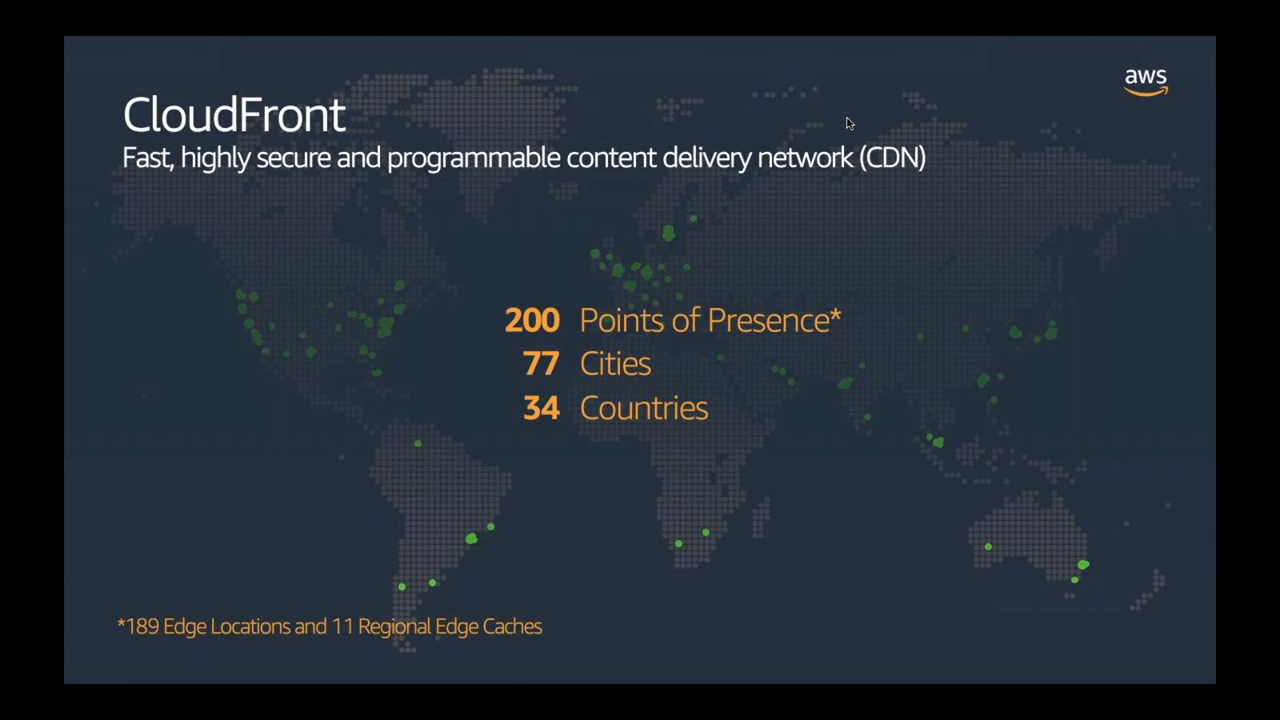 aws
CloudFront
Fast, highly secure and programmable content delivery network (CDN)
200 Points of Presence*
77 Cities
34 Countries
*189 Edge Locations and 11 Regional Edge Caches